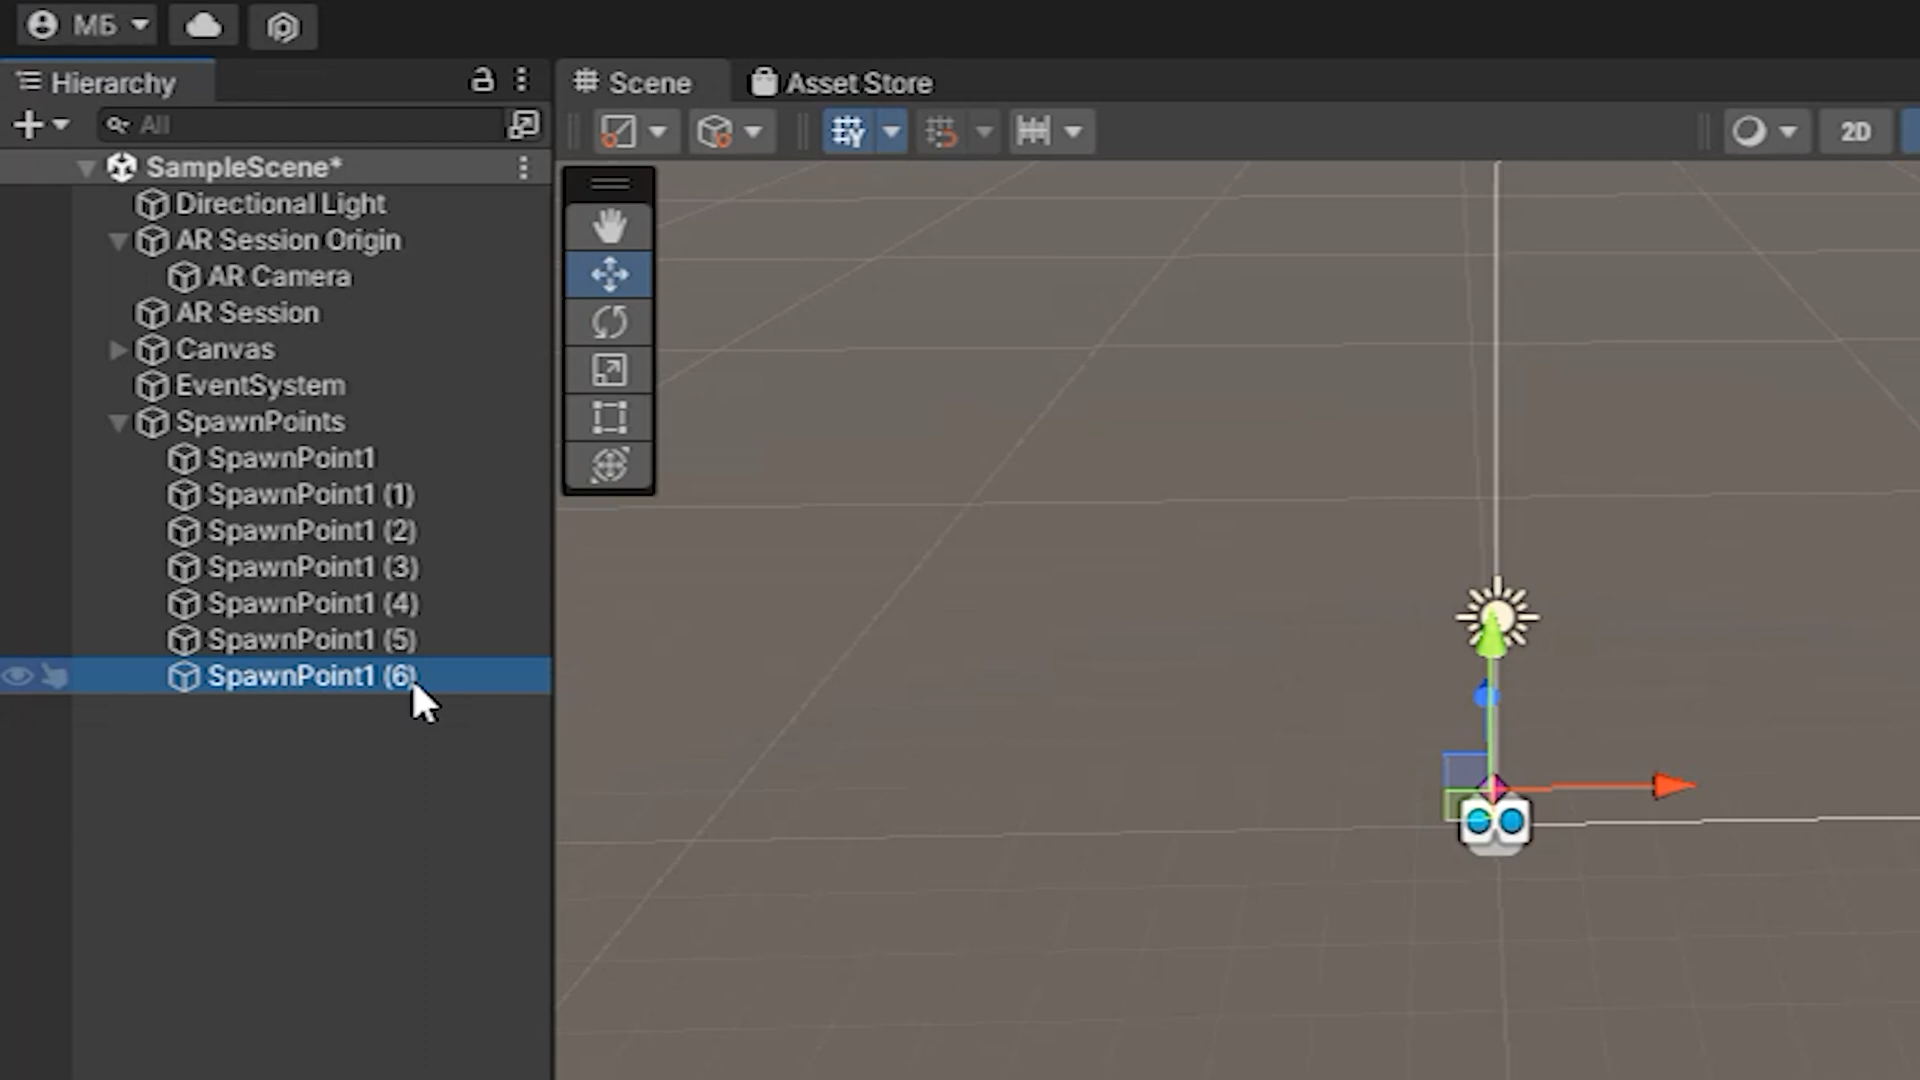 МБ
Hierarchy
All
SampleScene*
Directional Light
AR Session Origin
AR Camera
AR Session
Canvas
EventSystem
SpawnPoints
SpawnPoint1
SpawnPoint1 (1)
SpawnPoint1 (2)
SpawnPoint1 (3)
SpawnPoint1 (4)
SpawnPoint1 (5)
SpawnPoint1 (6)
Scene
Asset Store
2D